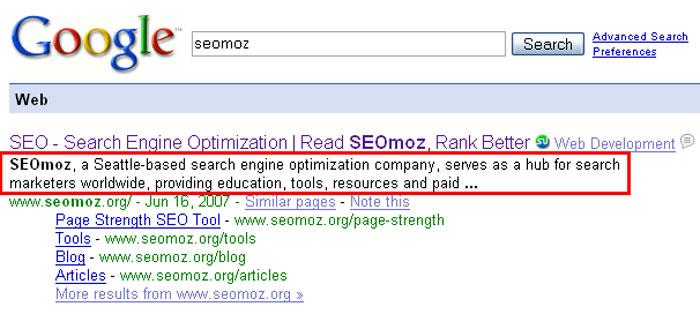 Google™ seomoz Search Advanced Search
Preferences
Web
SEO - Search Engine Optimization | Read SEOmoz, Rank Better Web Development
SEOmoz, a Seattle-based search engine optimization company, serves as a hub for search
marketers worldwide, providing education, tools, resources and paid ...
www.seomoz.org/ - Jun 16, 2007 - Similar pages - Note this
Page Strength SEO Tool - www.seomoz.org/page-strength
Tools - www.seomoz.org/tools
Blog - www.seomoz.org/blog
Articles - www.seomoz.org/articles
More results from www.seomoz.org »